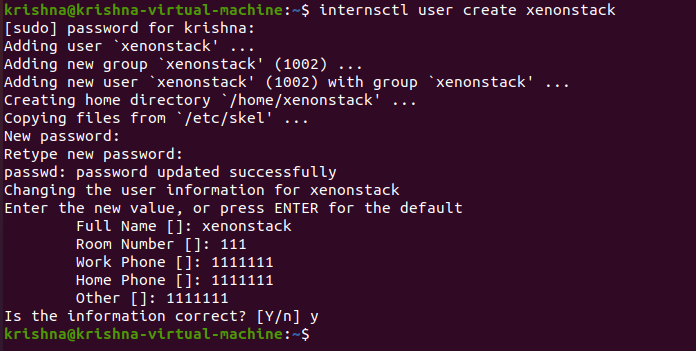 krishna@krishna-virtual-machine:~$ internsctl user create xenonstack
[sudo] password for krishna:
Adding user `xenonstack' ...
Adding new group `xenonstack' (1002) ...
Adding new user `xenonstack' (1002) with group `xenonstack' ...
Creating home directory `/home/xenonstack' ...
Copying files from `/etc/skel' ...
New password:
Retype new password:
passwd: password updated successfully
Changing the user information for xenonstack
Enter the new value, or press ENTER for the default
Full Name []: xenonstack
Room Number []: 111
Work Phone []: 1111111
Home Phone []: 1111111
Other []: 1111111
Is the information correct? [Y/n] y
krishna@krishna-virtual-machine:~$